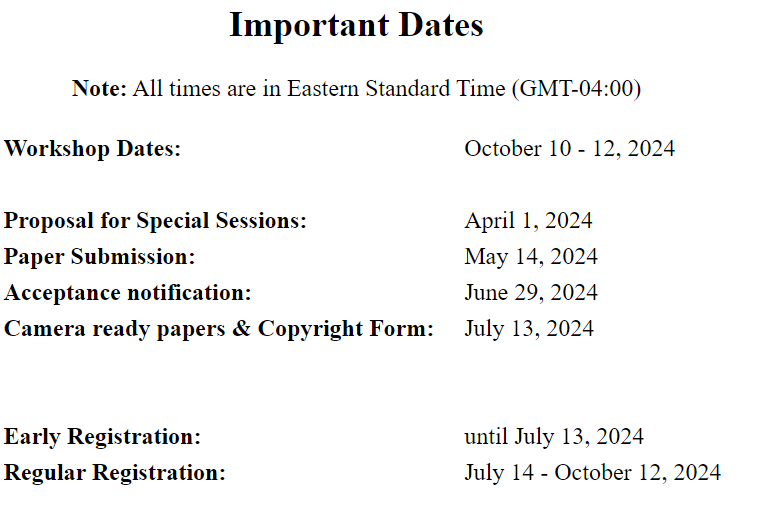 Important Dates
Note: All times are in Eastern Standard Time (GMT-04:00)
Workshop Dates: October 10 - 12, 2024
Proposal for Special Sessions: April 1, 2024
Paper Submission: May 14, 2024
Acceptance notification: June 29, 2024
Camera ready papers & Copyright Form: July 13, 2024
Early Registration: until July 13, 2024
Regular Registration: July 14 - October 12, 2024